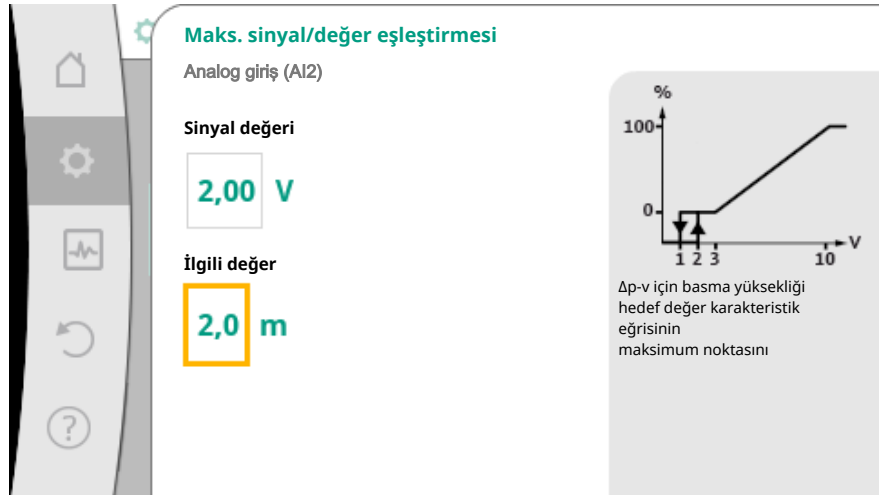 Maks. sinyal/değer eşleştirmesi
Analog giriş (AI2)
Sinyal değeri
2,00 V
İlgili değer
2,0 m
%
100
0
1 2 3 10 V
Δp-v için basma yüksekliği
hedef değer karakteristik
eğrisinin
maksimum noktasını
?